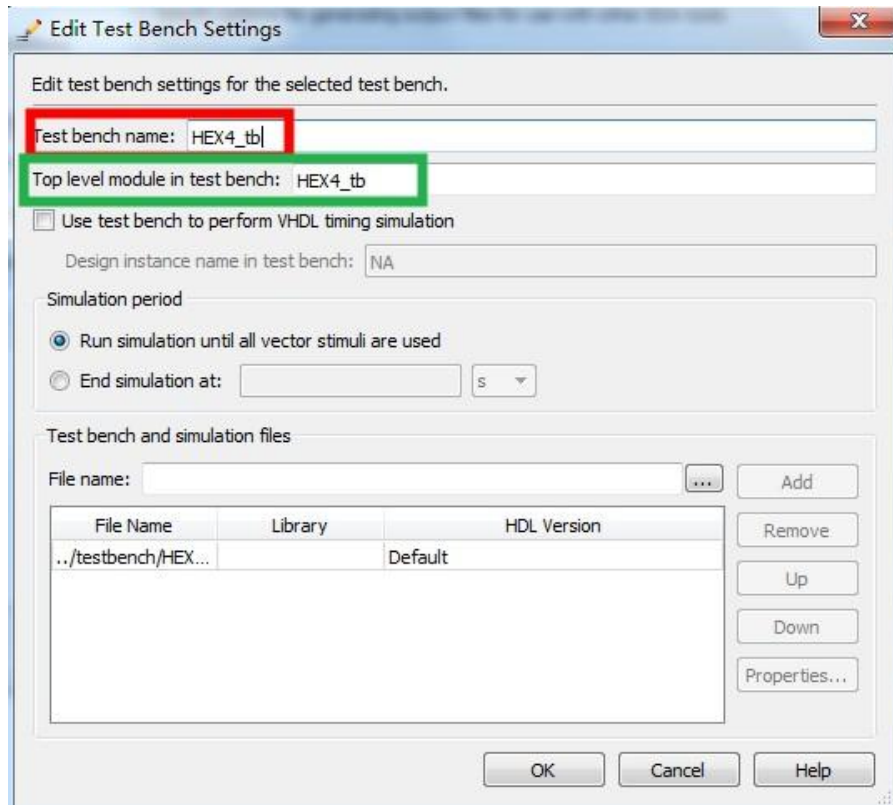 Edit Test Bench Settings
Edit test bench settings for the selected test bench.
Test bench name: HEX4_tb
Top level module in test bench: HEX4_tb
Use test bench to perform VHDL timing simulation
Design instance name in test bench: NA
Simulation period
Run simulation until all vector stimuli are used
End simulation at: s
Test bench and simulation files
File name: ... Add
File Name Library HDL Version
Remove
../testbench/HEX... Default
Up
Down
Properties...
OK Cancel Help